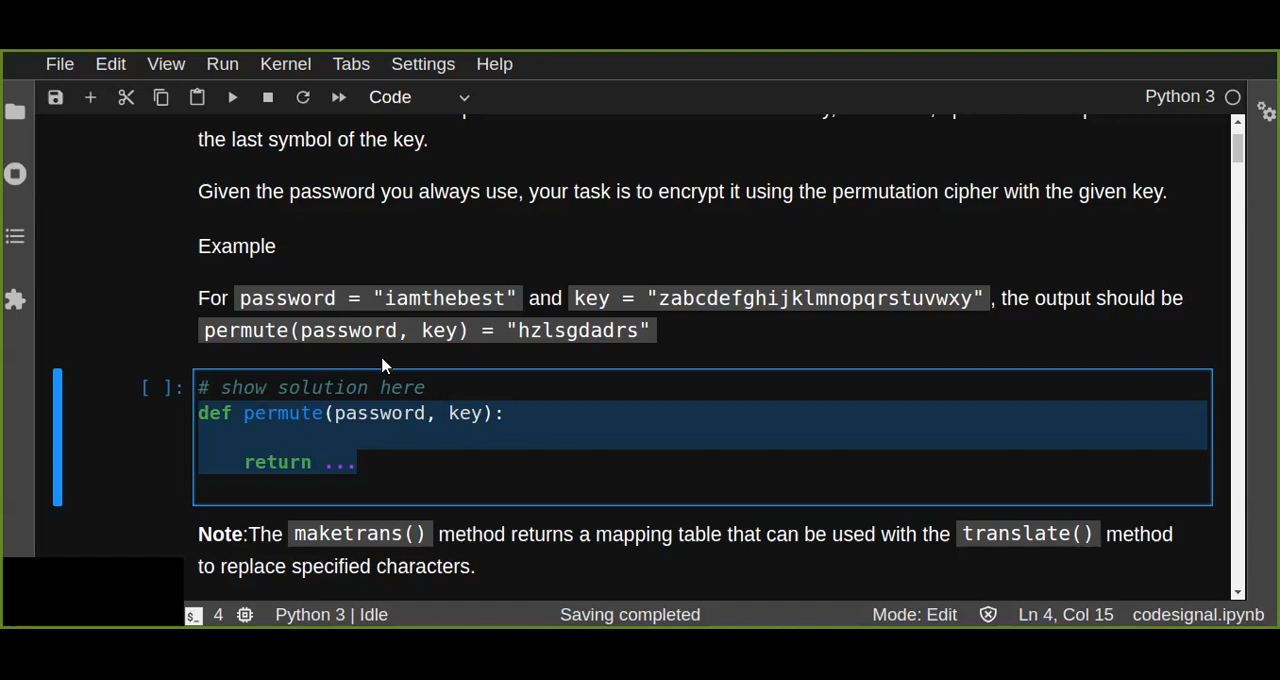 File Edit View Run Kernel Tabs Settings Help
Code
Python 3
the last symbol of the key.
Given the password you always use, your task is to encrypt it using the permutation cipher with the given key.
Example
For password = "iamthebest" and key = "zabcdefghijklmnopqrstuvwxy", the output should be
permute(password, key) = "hzlsgdadrs"
[ ]: # show solution here
def permute(password, key):
return ...
Note:The maketrans() method returns a mapping table that can be used with the translate() method
to replace specified characters.
$_ 4 Python 3 | Idle Saving completed Mode: Edit Ln 4, Col 15 codesignal.ipynb